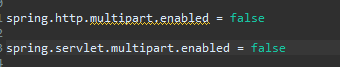 spring.http.multipart.enabled = false
spring.servlet.multipart.enabled = false